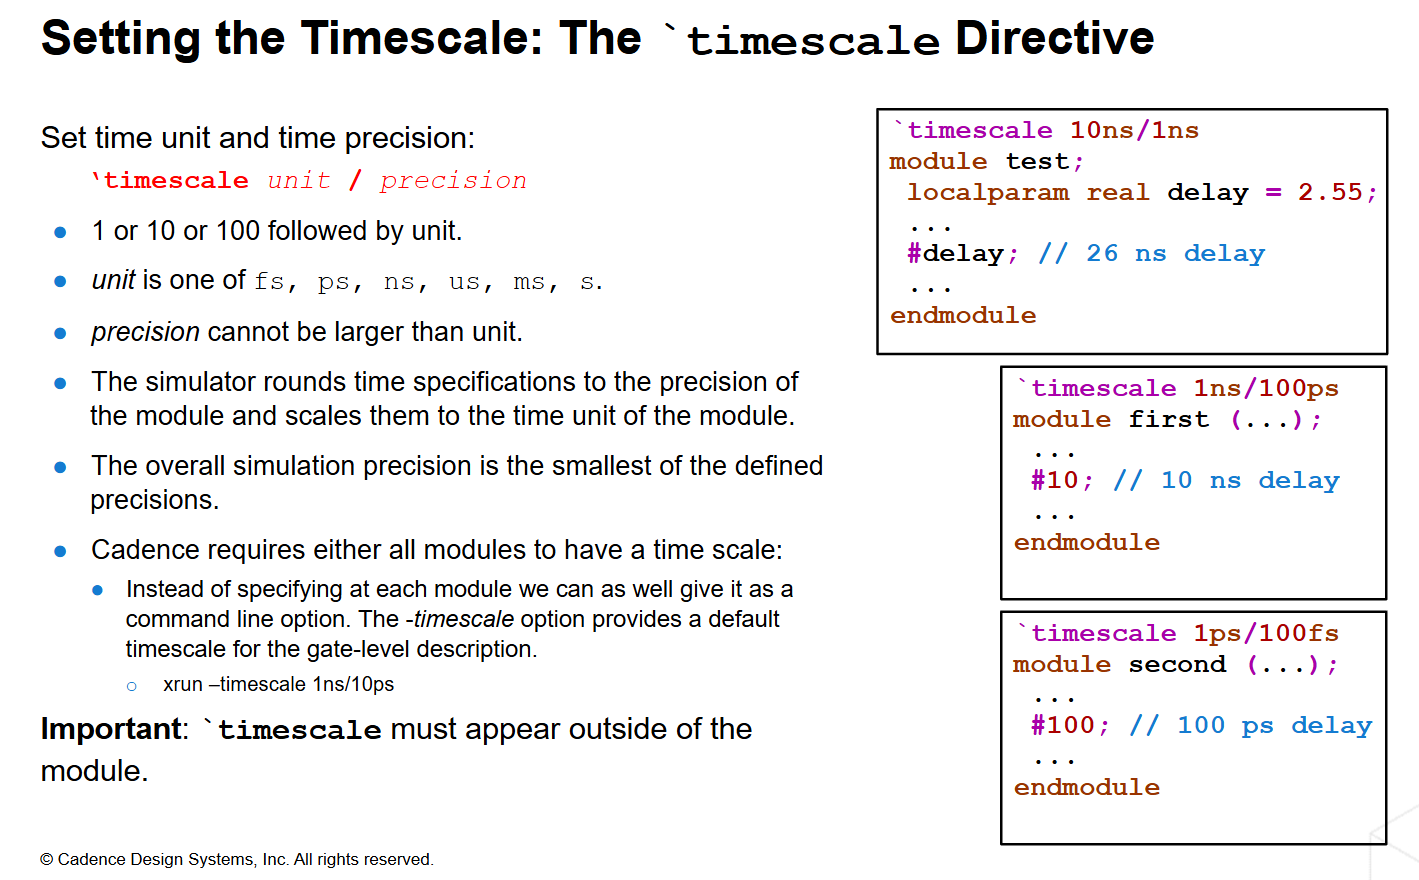 Setting the Timescale: The `timescale Directive
Set time unit and time precision:
‵timescale unit / precision
● 1 or 10 or 100 followed by unit.
● unit is one of fs, ps, ns, us, ms, s.
● precision cannot be larger than unit.
● The simulator rounds time specifications to the precision of
the module and scales them to the time unit of the module.
● The overall simulation precision is the smallest of the defined
precisions.
● Cadence requires either all modules to have a time scale:
● Instead of specifying at each module we can as well give it as a
command line option. The -timescale option provides a default
timescale for the gate-level description.
○ xrun –timescale 1ns/10ps
Important: `timescale must appear outside of the
module.
`timescale 10ns/1ns
module test;
localparam real delay = 2.55;
...
#delay; // 26 ns delay
...
endmodule
`timescale 1ns/100ps
module first (...);
...
#10; // 10 ns delay
...
endmodule
`timescale 1ps/100fs
module second (...);
...
#100; // 100 ps delay
...
endmodule
© Cadence Design Systems, Inc. All rights reserved.